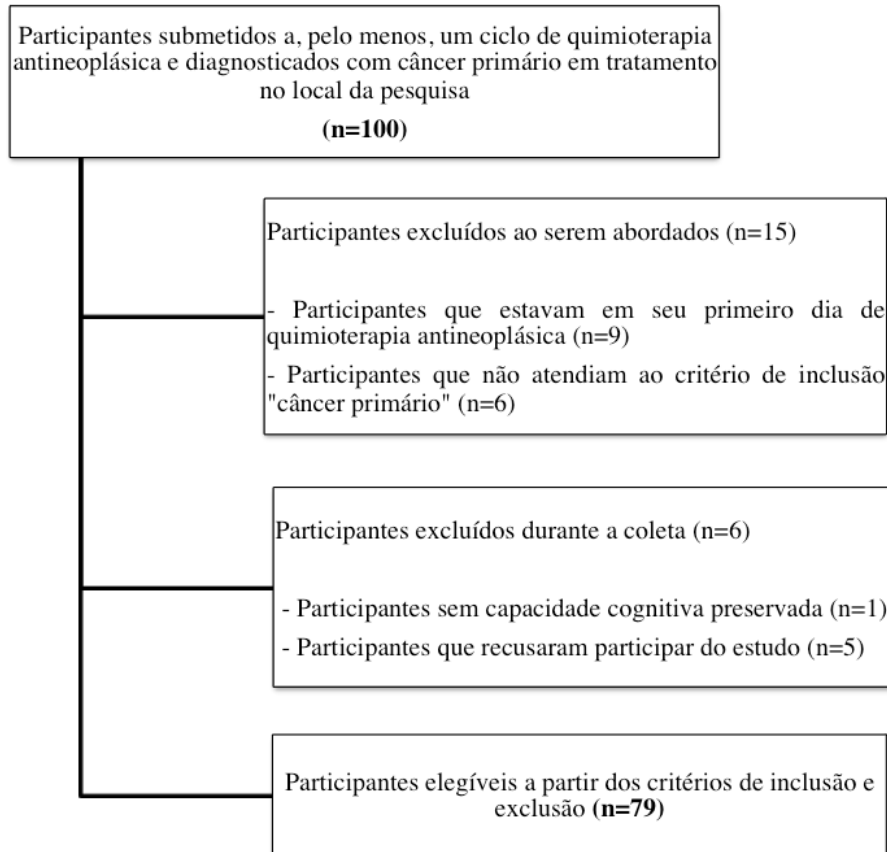 Participantes submetidos a, pelo menos, um ciclo de quimioterapia
antineoplásica e diagnosticados com câncer primário em tratamento
no local da pesquisa
(n=100)
Participantes excluídos ao serem abordados (n=15)
- Participantes que estavam em seu primeiro dia de
quimioterapia antineoplásica (n=9)
- Participantes que não atendiam ao critério de inclusão
"câncer primário" (n=6)
Participantes excluídos durante a coleta (n=6)
- Participantes sem capacidade cognitiva preservada (n=1)
- Participantes que recusaram participar do estudo (n=5)
Participantes elegíveis a partir dos critérios de inclusão e
exclusão (n=79)